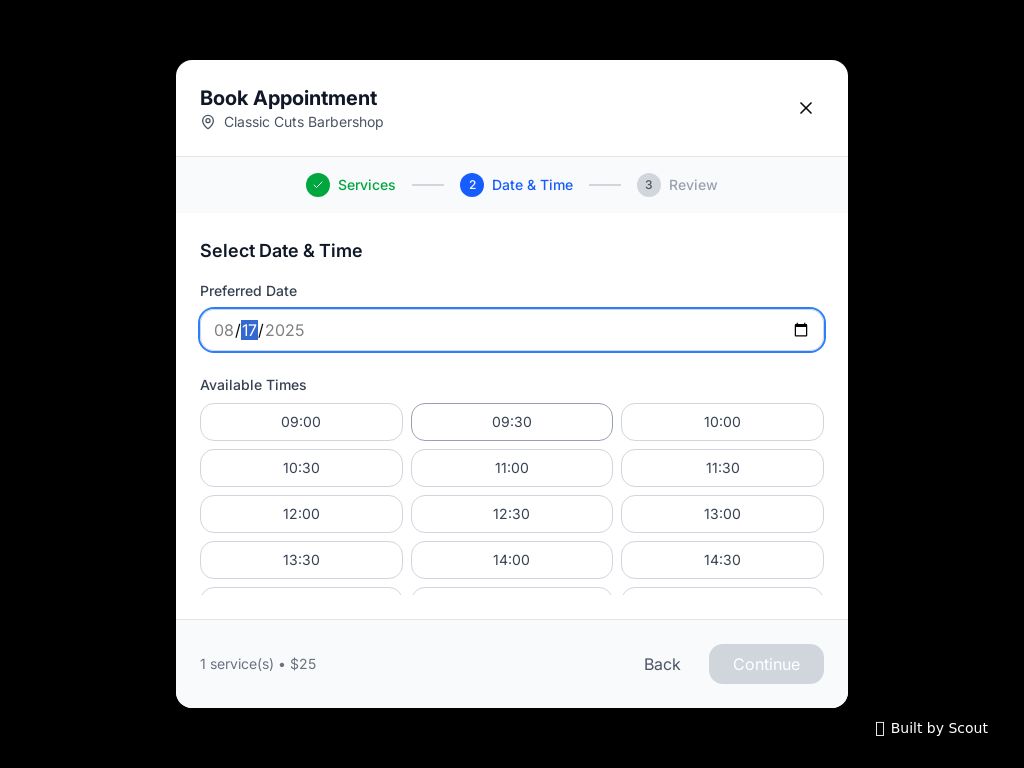 Book Appointment
Classic Cuts Barbershop
Services
2 Date & Time
3 Review
Select Date & Time
Preferred Date
08/17/2025
Available Times
09:00 09:30 10:00
10:30 11:00 11:30
12:00 12:30 13:00
13:30 14:00 14:30
1 service(s) • $25
Back
Continue
Built by Scout